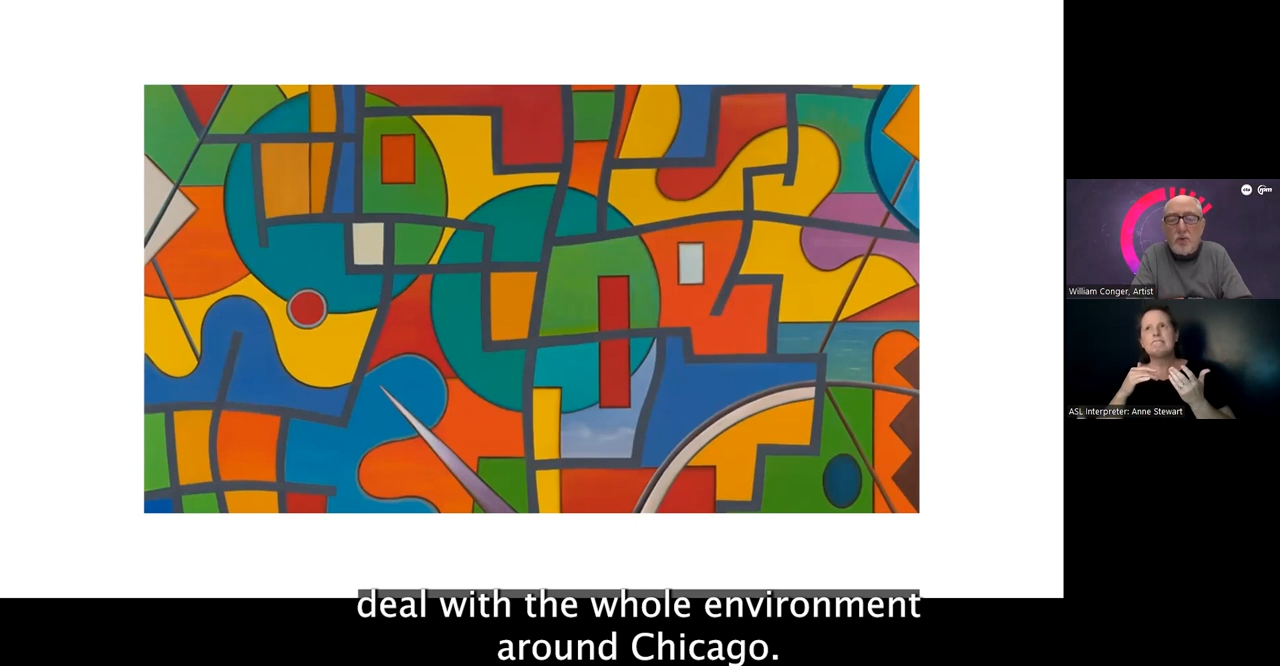 William Conger, Artist
ASL Interpreter: Anne Stewart
deal with the whole environment
around Chicago.